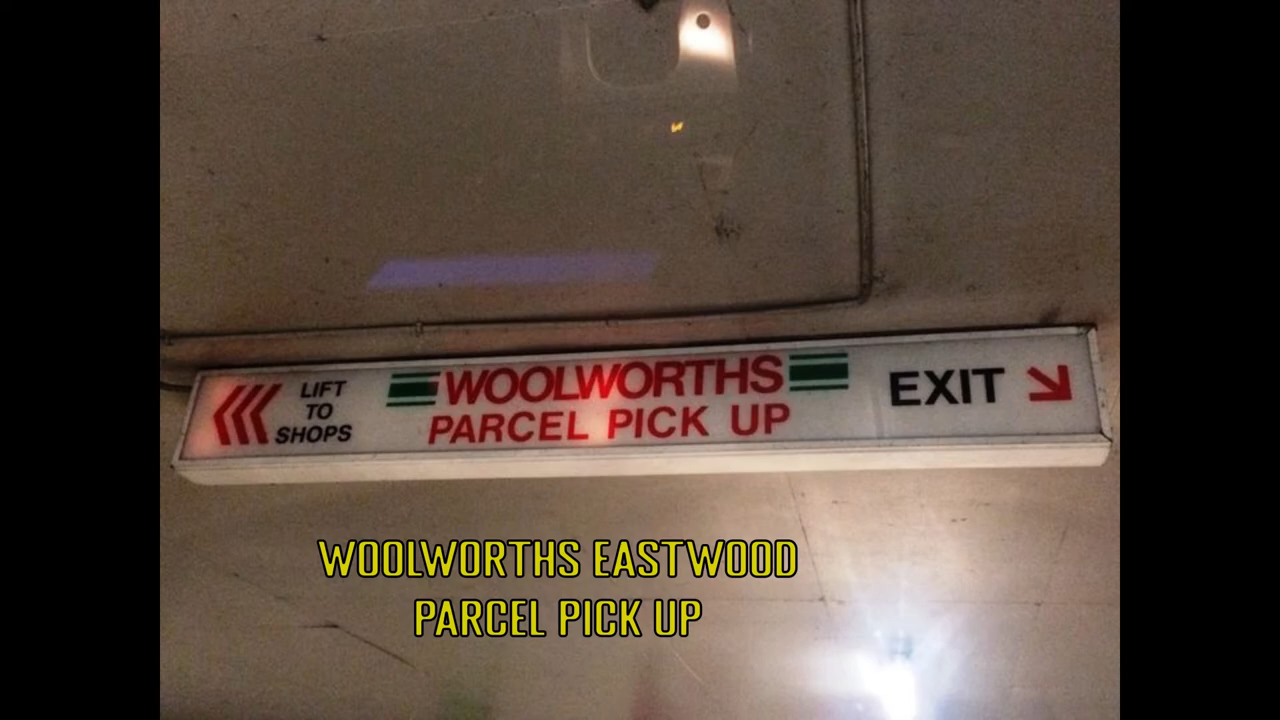 LIFT
TO
SHOPS
WOOLWORTHS
PARCEL PICK UP
EXIT
WOOLWORTHS EASTWOOD
PARCEL PICK UP